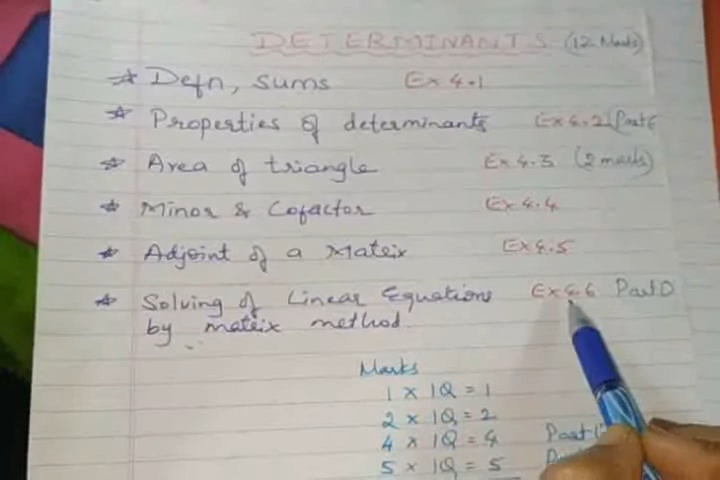 DETERMINANTS (12 Marks)
* Defn, sums Ex 4.1
* Properties of determinants Ex 4.2 Part
* Area of triangle Ex 4.3 (2 marks)
* Minor & Cofactor Ex 4.4
* Adjoint of a Matrix Ex 4.5
* Solving of Linear Equations Ex 4.6 Part D
by matrix method.
Marks
1 × 1Q = 1
2 × 1Q = 2
4 × 1Q = 4 Part
5 × 1Q = 5